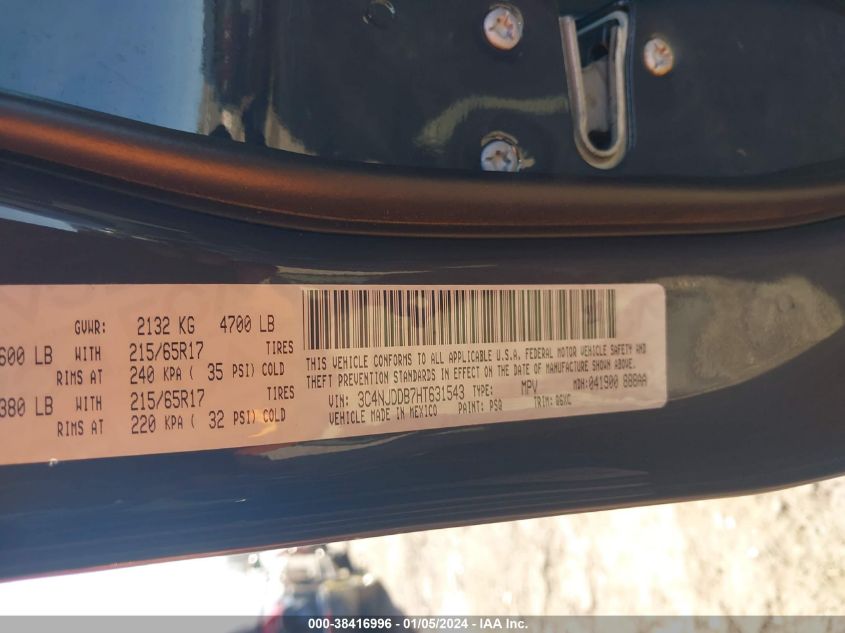 GVWR: 2132 KG 4700 LB
600 LB WITH 215/65R17 TIRES
RIMS AT 240 KPA ( 35 PSI) COLD
380 LB WITH 215/65R17 TIRES
RIMS AT 220 KPA ( 32 PSI) COLD
THIS VEHICLE CONFORMS TO ALL APPLICABLE U.S.A. FEDERAL MOTOR VEHICLE SAFETY AND
THEFT PREVENTION STANDARDS IN EFFECT ON THE DATE OF MANUFACTURE SHOWN ABOVE.
VIN: 3C4NJDDB7HT631543 TYPE: MPV MDH: 041900 888AA
VEHICLE MADE IN MEXICO PAINT: PSQ TRIM:
000-38416996 - 01/05/2024 - IAA Inc.